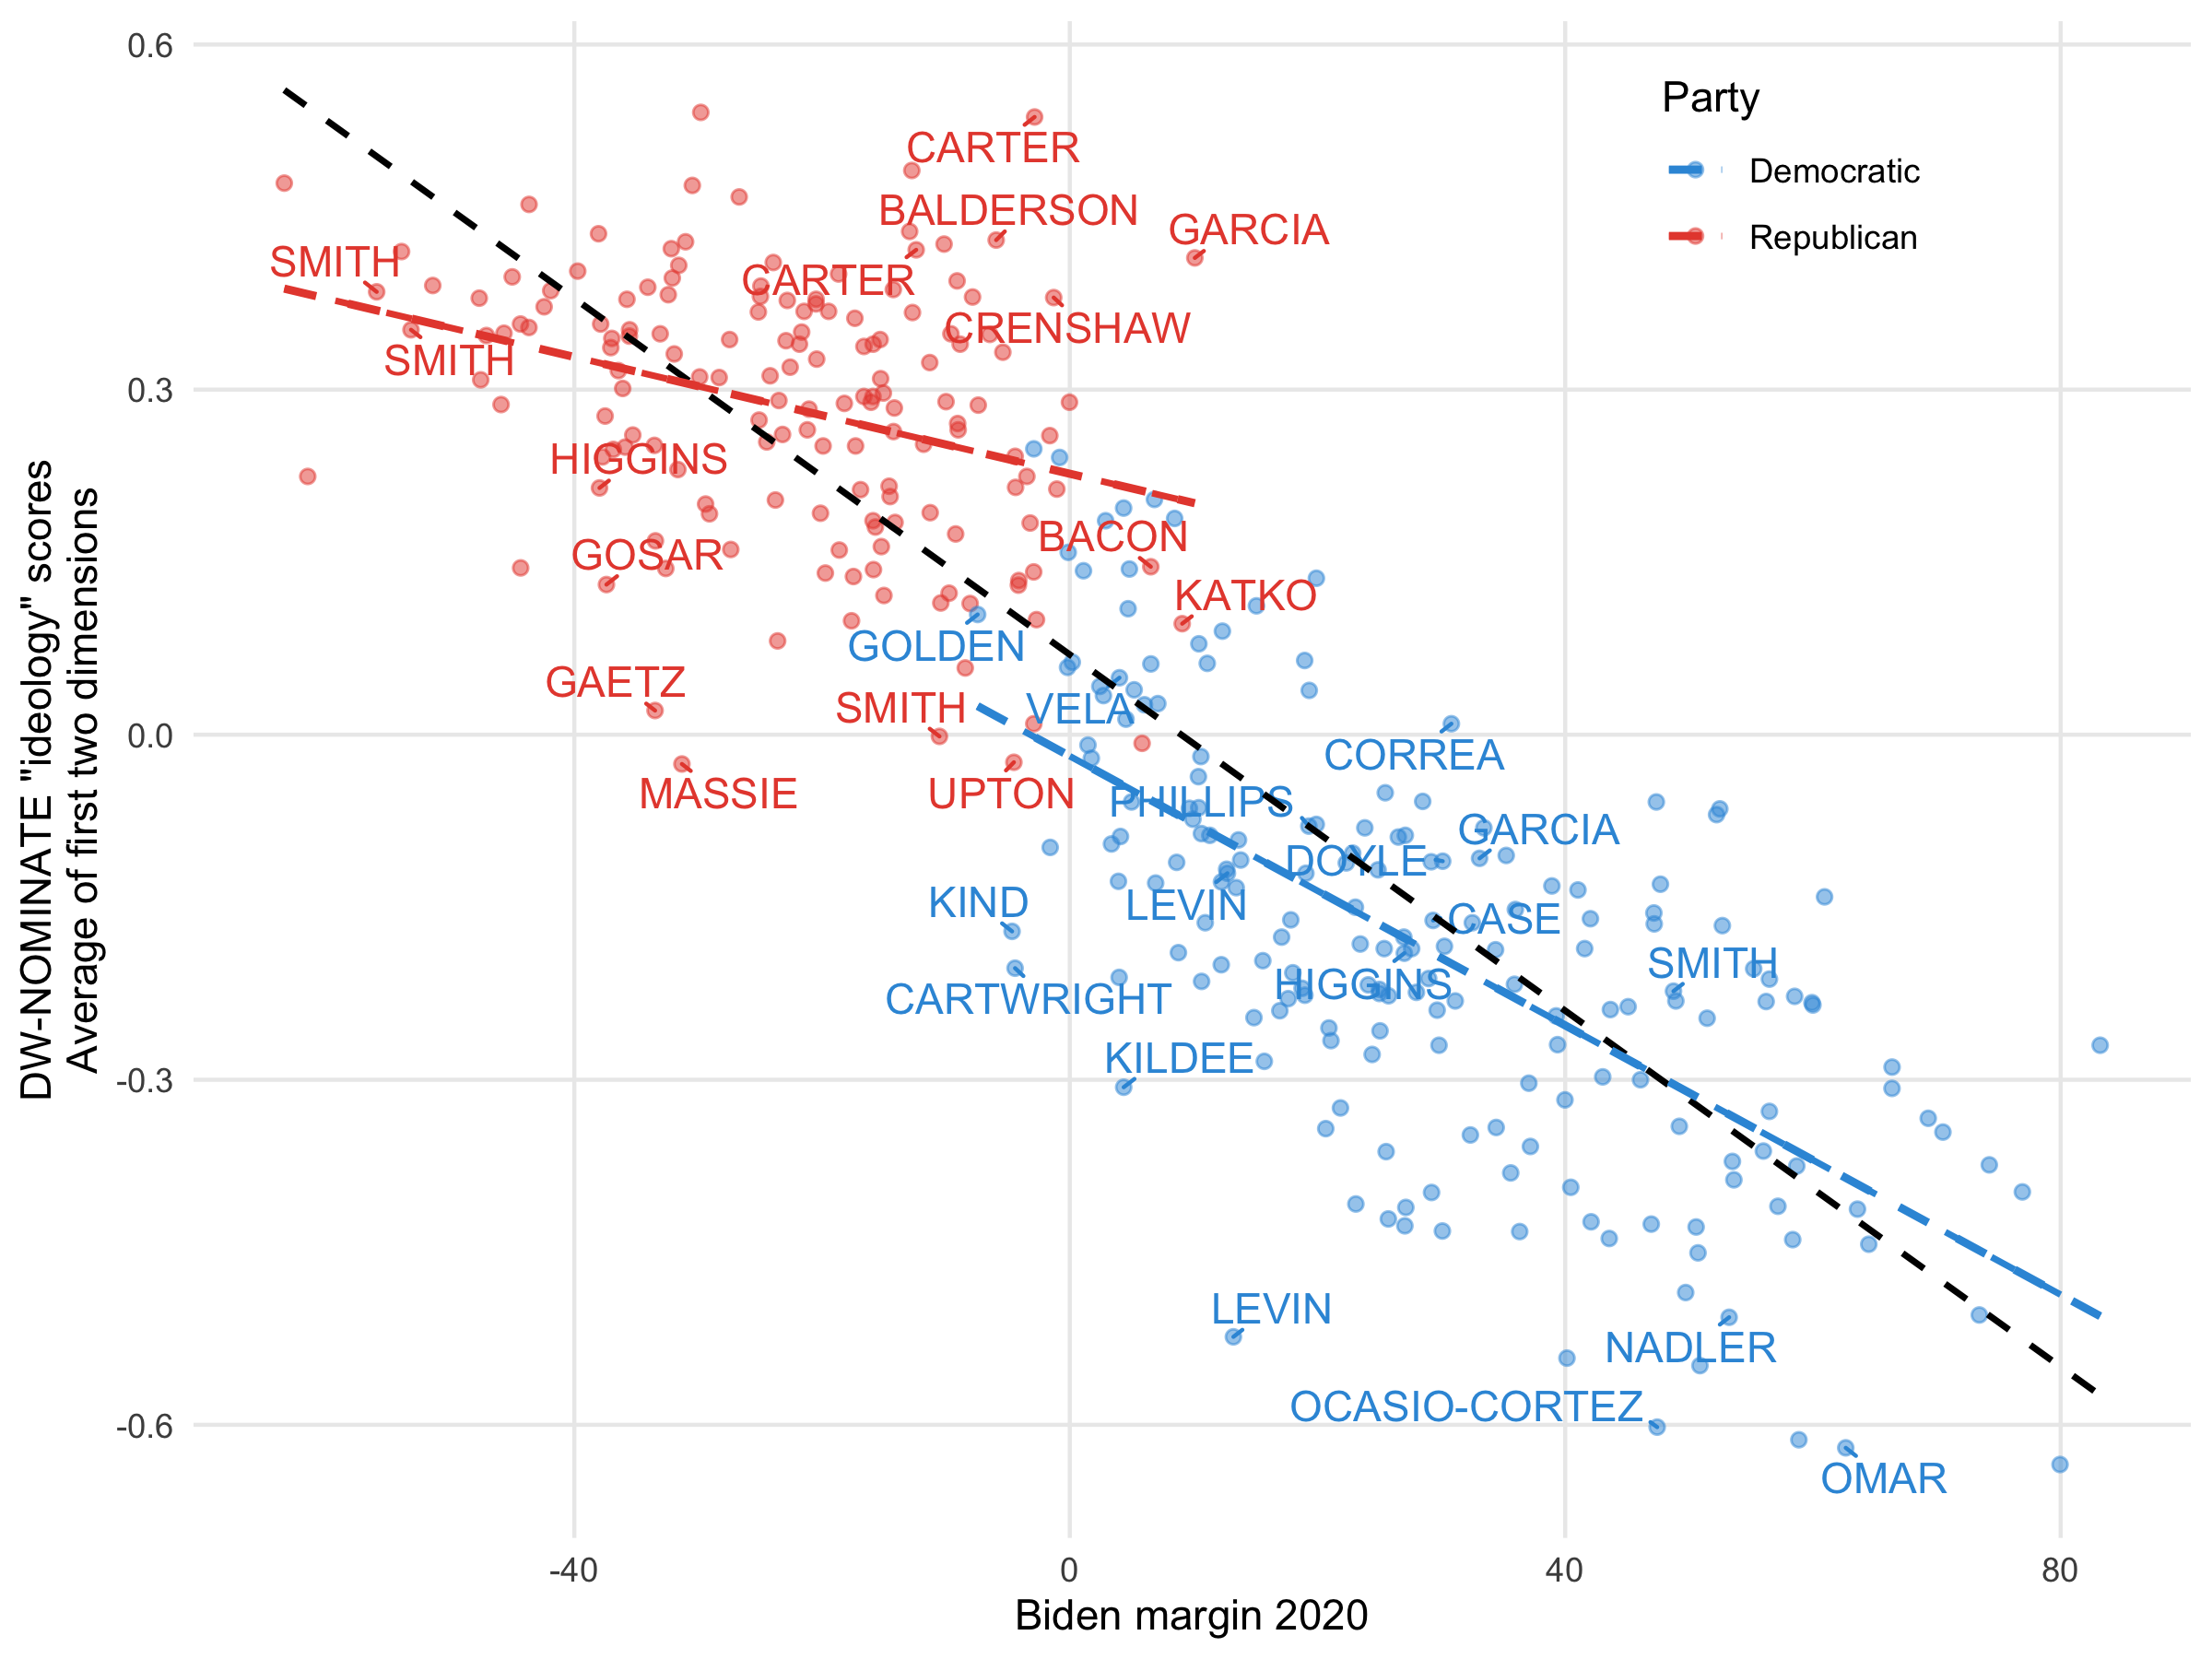 0.6
0.3
0.0
-0.3
-0.6
DW-NOMINATE "ideology" scores
Average of first two dimensions
Party
Democratic
Republican
CARTER
BALDERSON
GARCIA
SMITH
CARTER
CRENSHAW
SMITH
HIGGINS
GOSAR
BACON
KATKO
GOLDEN
GAETZ
SMITH
VELA
CORREA
MASSIE
UPTON
PHILLIPS
GARCIA
DOYLE
KIND
LEVIN
CASE
SMITH
HIGGINS
CARTWRIGHT
KILDEE
LEVIN
NADLER
OCASIO-CORTEZ
OMAR
-40
0
40
80
Biden margin 2020